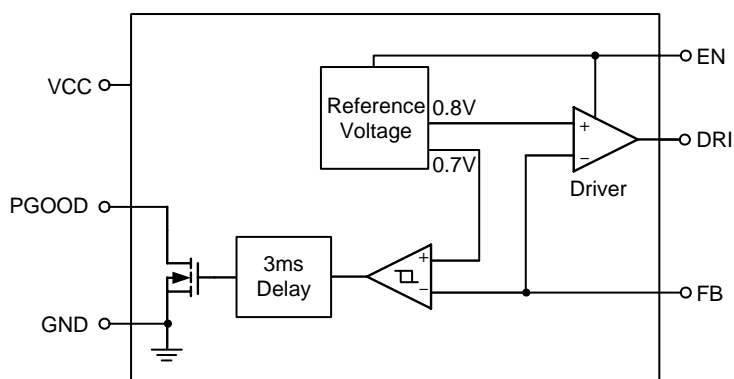 EN
VCC
Reference
Voltage
0.8V
+
−
DRI
0.7V
Driver
PGOOD
3ms
Delay
+
−
FB
GND